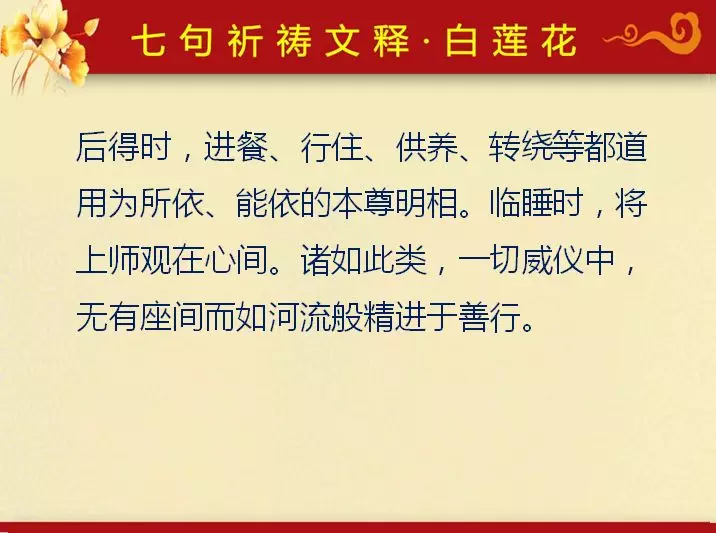 七句祈祷文释·白莲花
后得时，进餐、行住、供养、转绕等都道
用为所依、能依的本尊明相。临睡时，将
上师观在心间。诸如此类，一切威仪中，
无有座间而如河流般精进于善行。